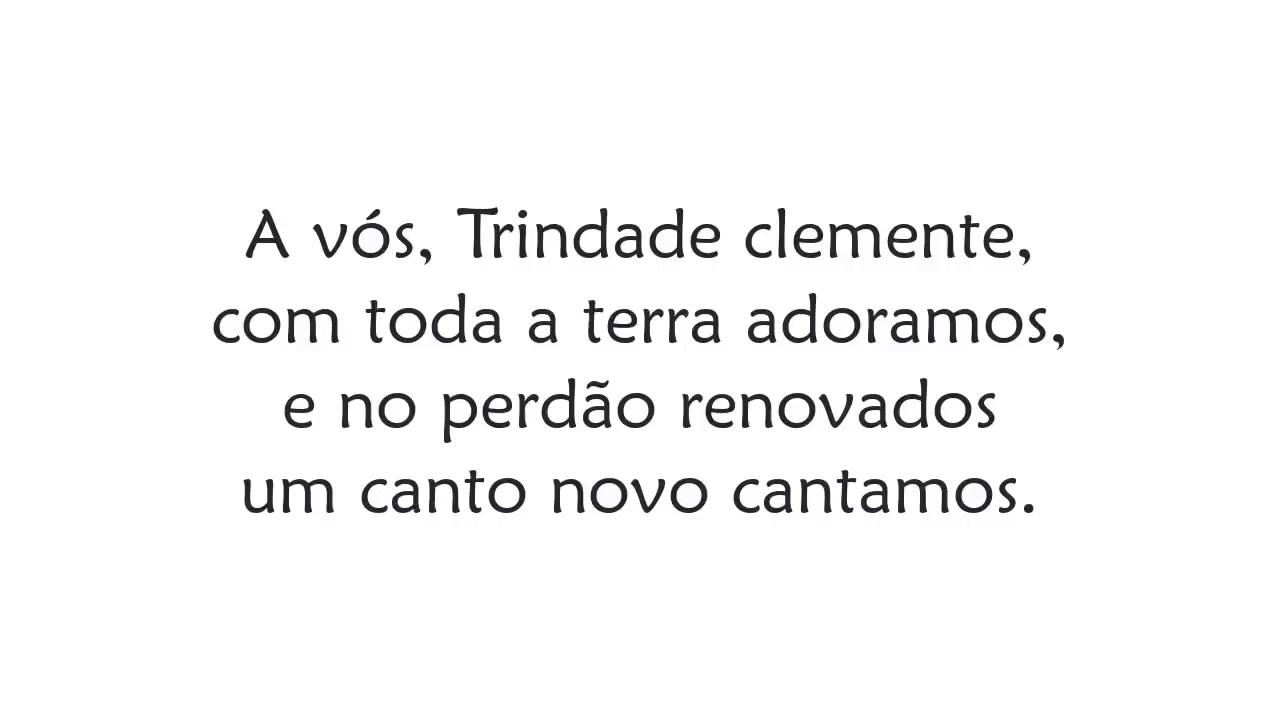 A vós, Trindade clemente,
com toda a terra adoramos,
e no perdão renovados
um canto novo cantamos.